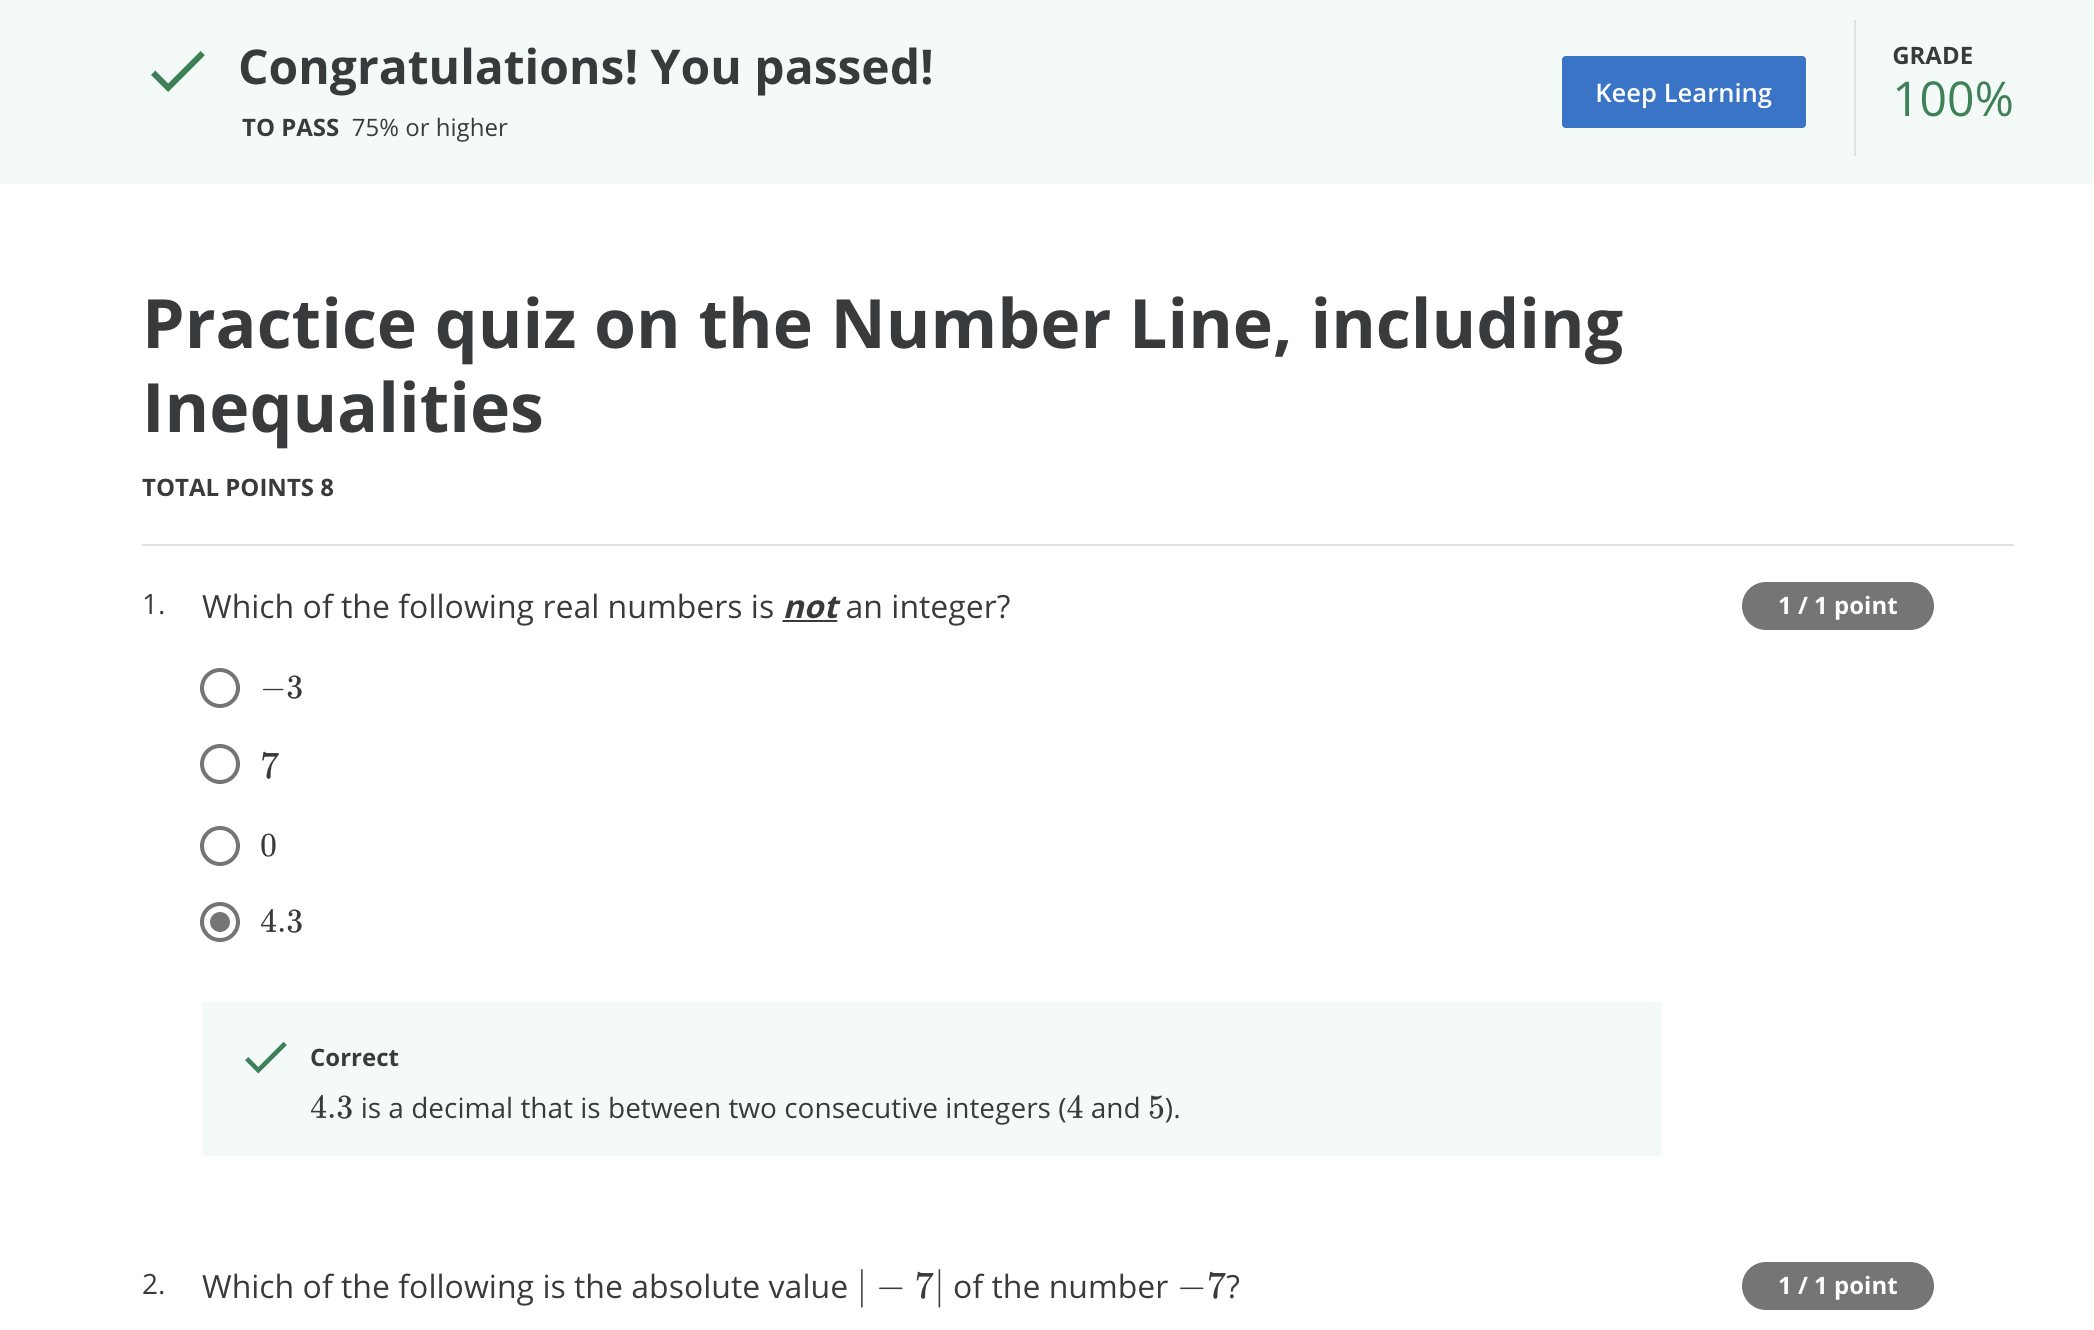 Congratulations! You passed!
TO PASS 75% or higher
Keep Learning
GRADE
100%
Practice quiz on the Number Line, including
Inequalities
TOTAL POINTS 8
1. Which of the following real numbers is not an integer?
1 / 1 point
−3
7
0
4.3
Correct
4.3 is a decimal that is between two consecutive integers (4 and 5).
2. Which of the following is the absolute value | − 7| of the number −7?
1 / 1 point